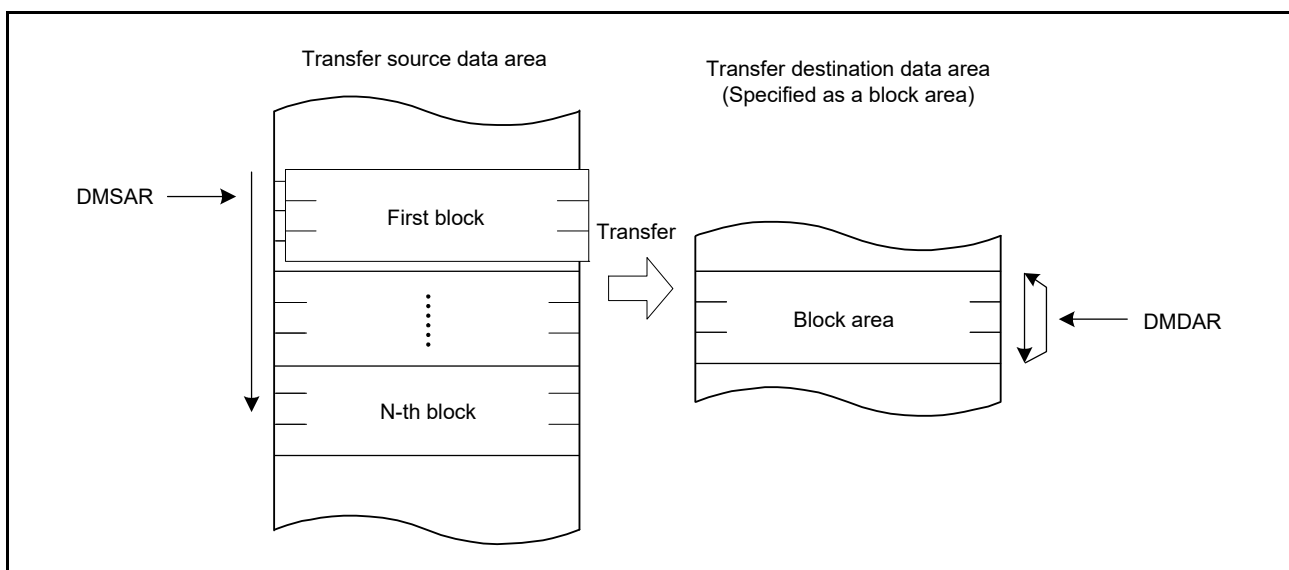 Transfer source data area
Transfer destination data area
(Specified as a block area)
DMSAR
First block
Transfer
Block area
DMDAR
N-th block